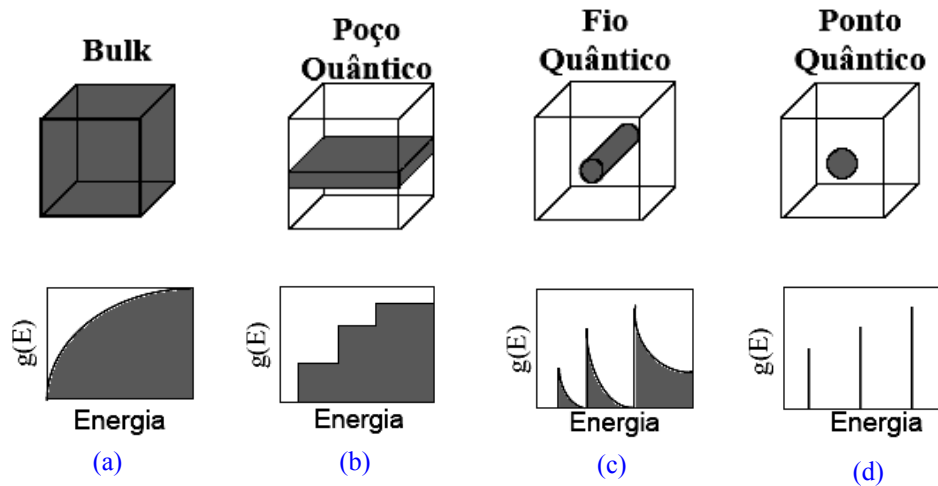 Bulk
Poço
Quântico
Fio
Quântico
Ponto
Quântico
g(E)
Energia
(a)
g(E)
Energia
(b)
g(E)
Energia
(c)
g(E)
Energia
(d)